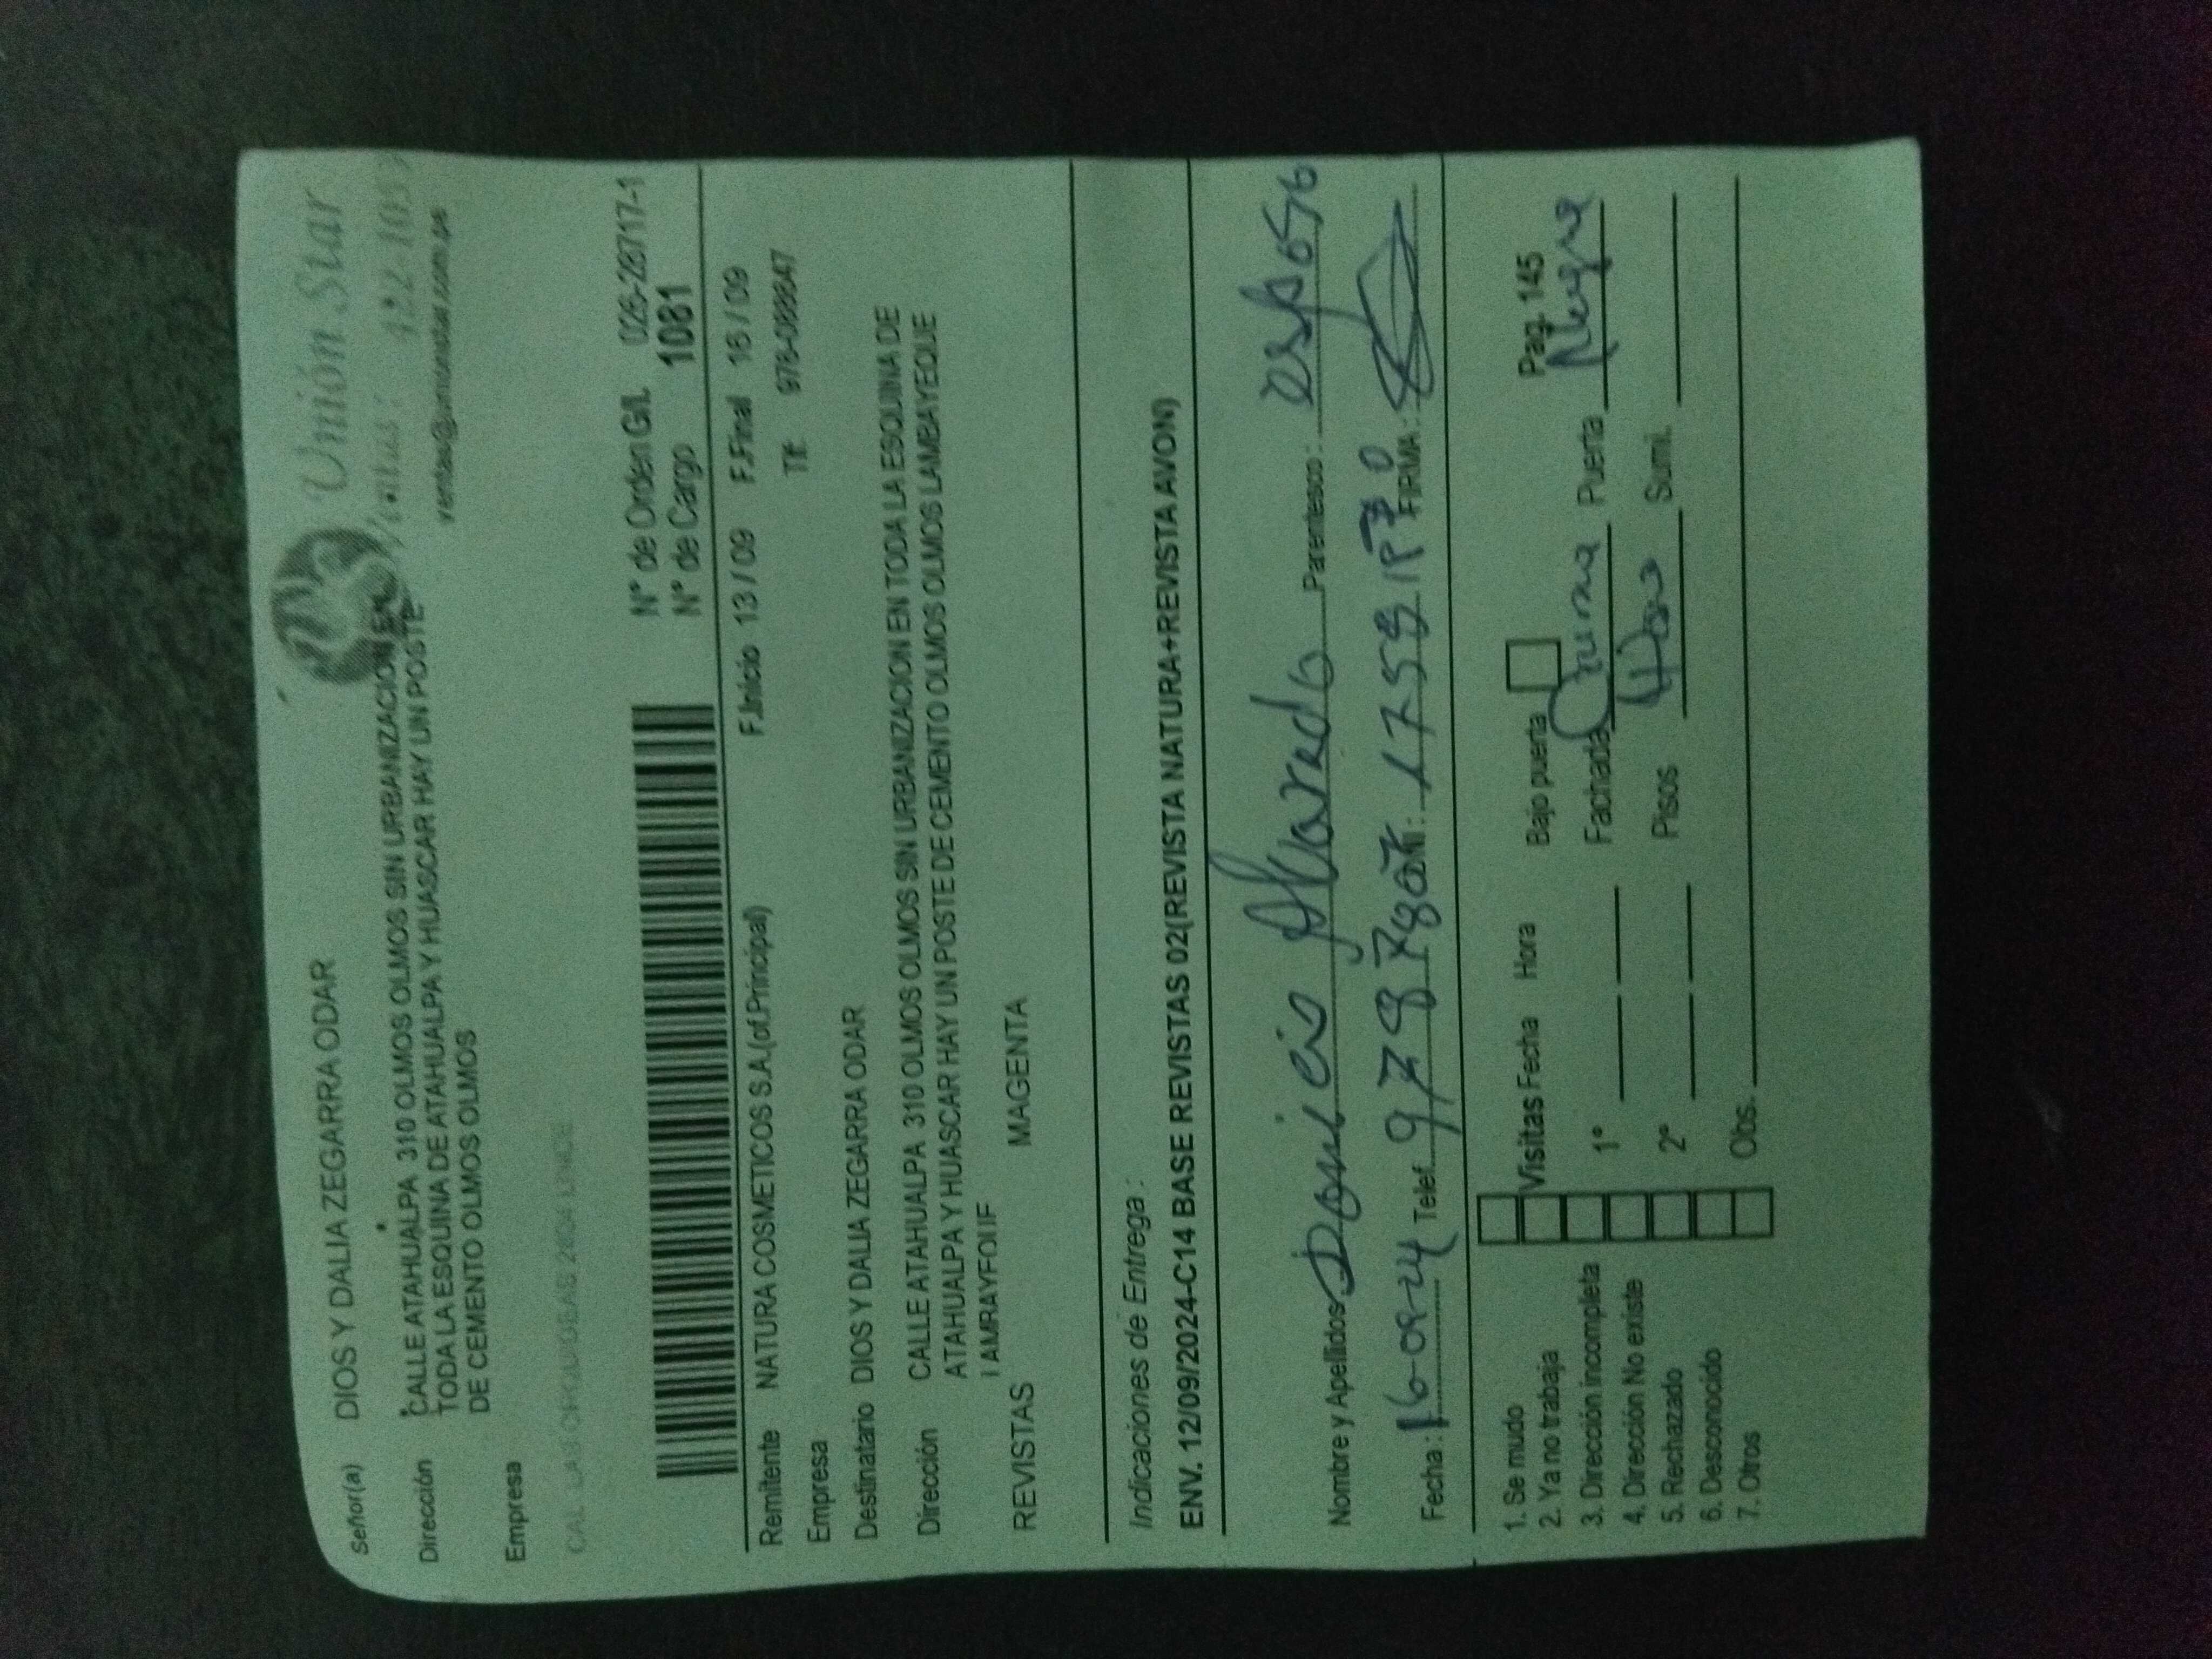 Unión Star
ventas@unionstar.com.pe
Señor(a) DIOS Y DALIA ZEGARRA ODAR
Dirección CALLE ATAHUALPA 310 OLMOS OLMOS SIN URBANIZACION EN
TODA LA ESQUINA DE ATAHUALPA Y HUASCAR HAY UN POSTE
DE CEMENTO OLMOS OLMOS
Empresa
N° de Orden G/L 026-28717-1
N° de Cargo 1081
Remitente NATURA COSMETICOS S.A.(of.Principal) F.Inicio 13 / 09 F.Final 16 / 09
Empresa Tlf.
Destinatario DIOS Y DALIA ZEGARRA ODAR
Dirección CALLE ATAHUALPA 310 OLMOS OLMOS SIN URBANIZACION EN TODA LA ESQUINA DE
ATAHUALPA Y HUASCAR HAY UN POSTE DE CEMENTO OLMOS OLMOS LAMBAYEQUE
REVISTAS MAGENTA
Indicaciones de Entrega :
ENV. 12/09/2024-C14 BASE REVISTAS 02(REVISTA NATURA+REVISTA AVON)
Nombre y Apellidos Alvarado Parentesco : esposo
Fecha : 16-09-24 Telef. FIRMA :
1. Se mudo
2. Ya no trabaja
3. Dirección incompleta
4. Dirección No existe
5. Rechazado
6. Desconocido
7. Otros
Visitas Fecha Hora Bajo puerta Pag. 145
1° Fachada Crema Puerta Negra
2° Pisos Sumi.
Obs.